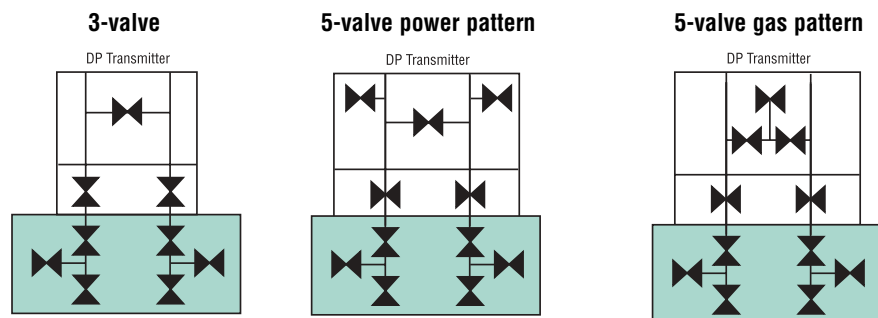 3-valve
5-valve power pattern
5-valve gas pattern
DP Transmitter
DP Transmitter
DP Transmitter